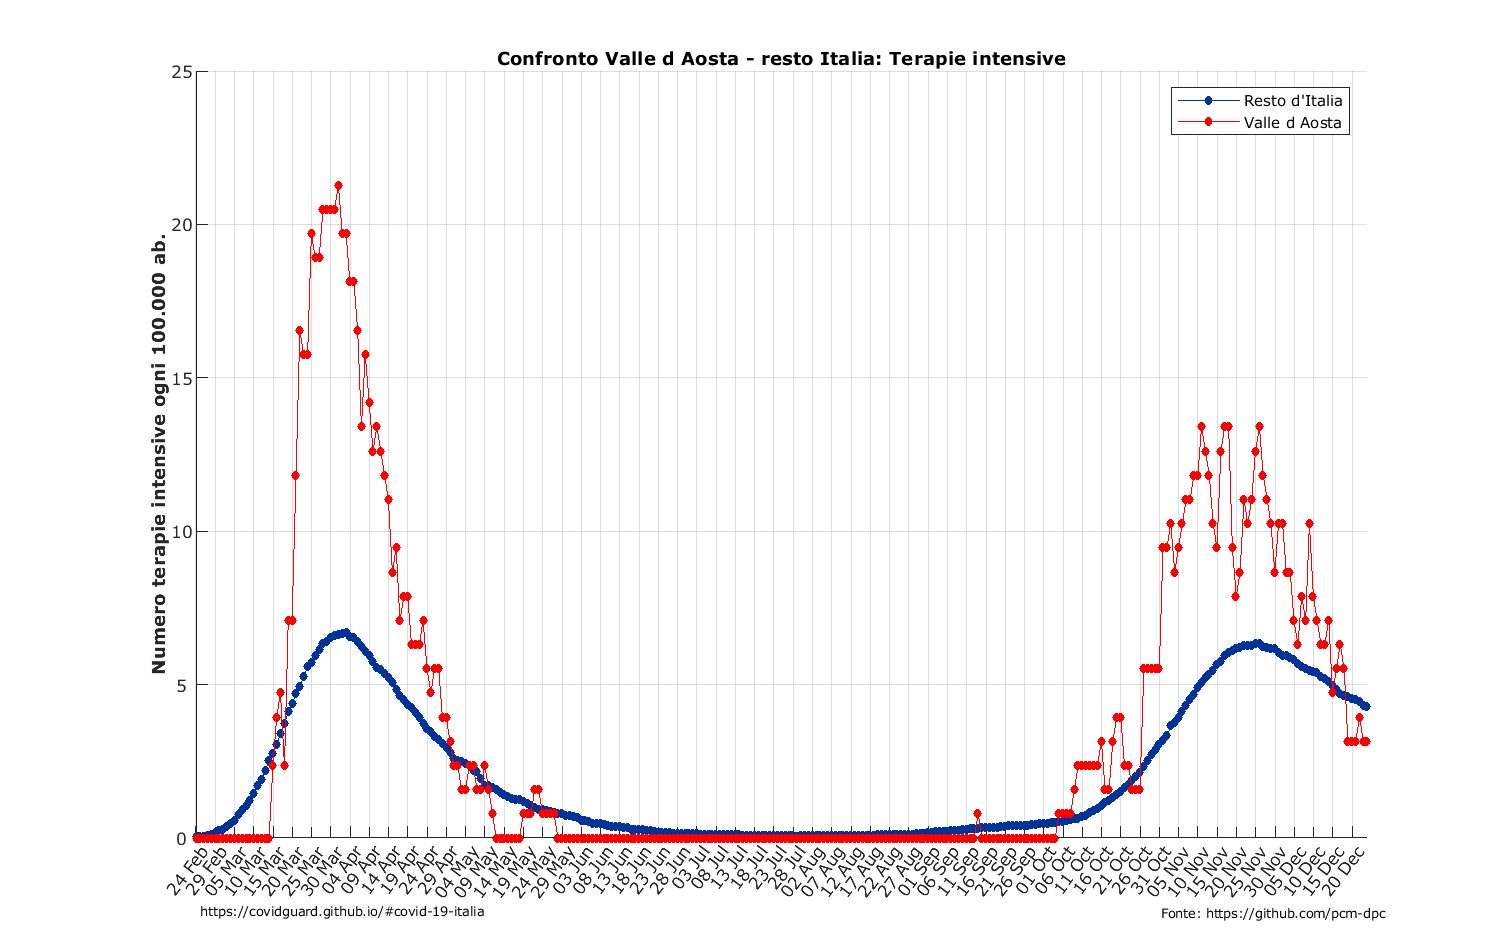 Confronto Valle d Aosta - resto Italia: Terapie intensive
Resto d'Italia
Valle d Aosta
Numero terapie intensive ogni 100.000 ab.
25
20
15
10
5
0
24 Feb
29 Feb
05 Mar
10 Mar
15 Mar
20 Mar
25 Mar
30 Mar
04 Apr
09 Apr
14 Apr
19 Apr
24 Apr
29 Apr
04 May
09 May
14 May
19 May
24 May
29 May
03 Jun
08 Jun
13 Jun
18 Jun
23 Jun
28 Jun
03 Jul
08 Jul
13 Jul
18 Jul
23 Jul
28 Jul
02 Aug
07 Aug
12 Aug
17 Aug
22 Aug
27 Aug
01 Sep
06 Sep
11 Sep
16 Sep
21 Sep
26 Sep
01 Oct
06 Oct
11 Oct
16 Oct
21 Oct
26 Oct
31 Oct
05 Nov
10 Nov
15 Nov
20 Nov
25 Nov
30 Nov
05 Dec
10 Dec
15 Dec
20 Dec
https://covidguard.github.io/#covid-19-italia
Fonte: https://github.com/pcm-dpc